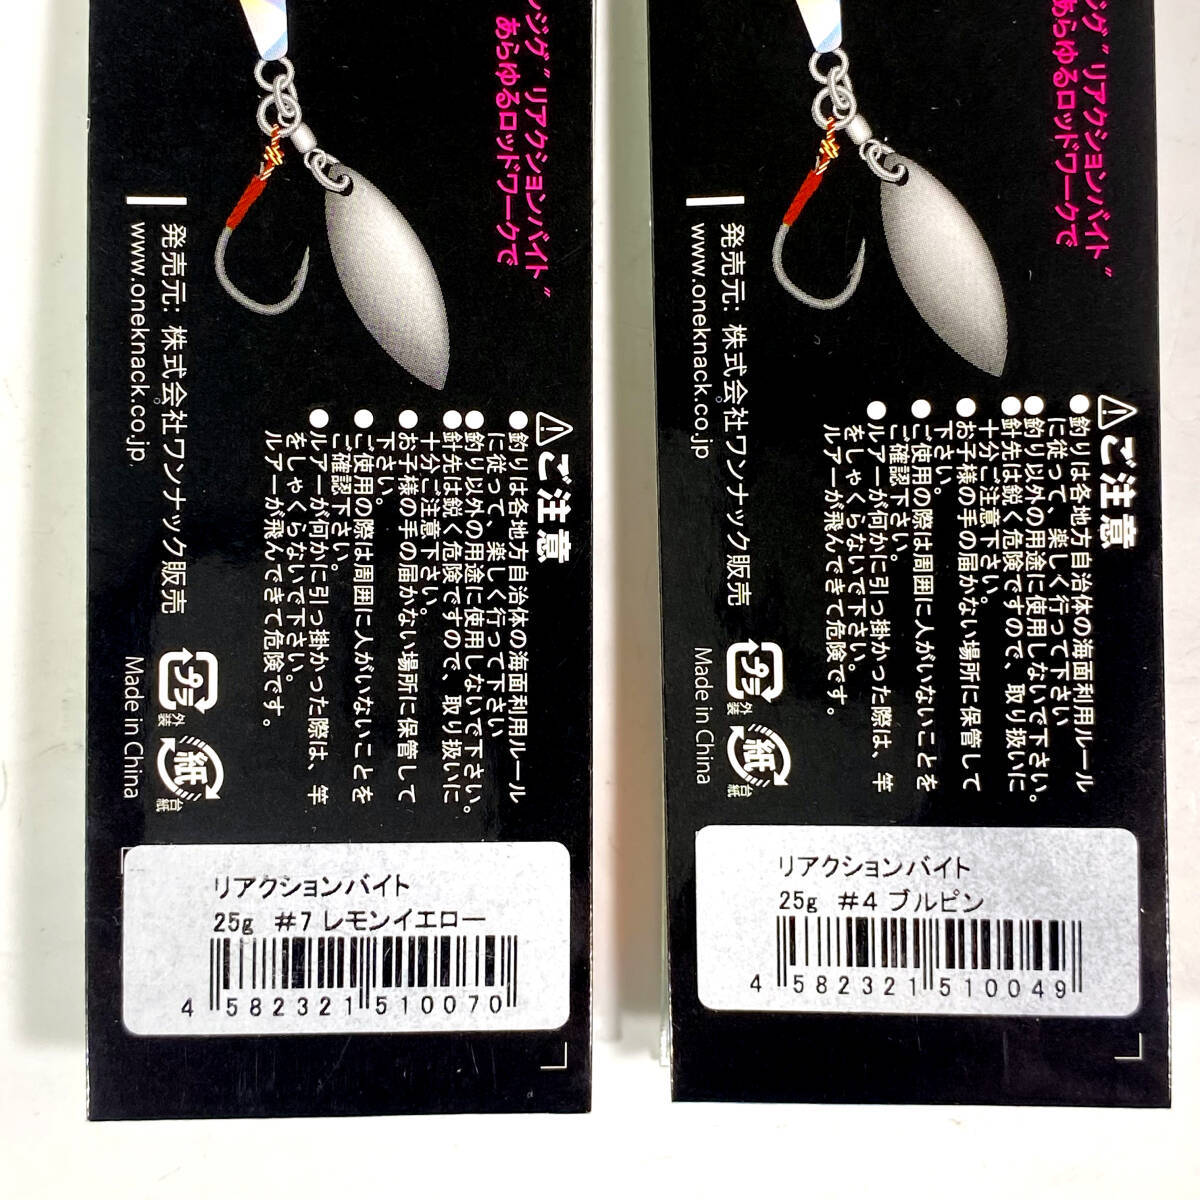 ンジグ"リアクションバイト"
あらゆるロッドワークで
⚠ご注意
●釣りは各地方自治体の海面利用ルール
に従って、楽しく行って下さい
●釣り以外の用途に使用しないで下さい。
●針先は鋭く危険ですので、取り扱いに
十分ご注意下さい。
●お子様の手の届かない場所に保管して
下さい。
●ご使用の際は周囲に人がいないことを
ご確認下さい。
●ルアーが何かに引っ掛かった際は、竿
をしゃくらないで下さい。
ルアーが飛んできて危険です。
発売元: 株式会社ワンナック販売
www.oneknack.co.jp
プラ
外装
紙
台紙
Made in China
リアクションバイト
25g #7 レモンイエロー
4 582321 510070
ンジグ"リアクションバイト"
あらゆるロッドワークで
⚠ご注意
●釣りは各地方自治体の海面利用ルール
に従って、楽しく行って下さい
●釣り以外の用途に使用しないで下さい。
●針先は鋭く危険ですので、取り扱いに
十分ご注意下さい。
●お子様の手の届かない場所に保管して
下さい。
●ご使用の際は周囲に人がいないことを
ご確認下さい。
●ルアーが何かに引っ掛かった際は、竿
をしゃくらないで下さい。
ルアーが飛んできて危険です。
発売元: 株式会社ワンナック販売
www.oneknack.co.jp
プラ
外装
紙
台紙
Made in China
リアクションバイト
25g #4 ブルピン
4 582321 510049